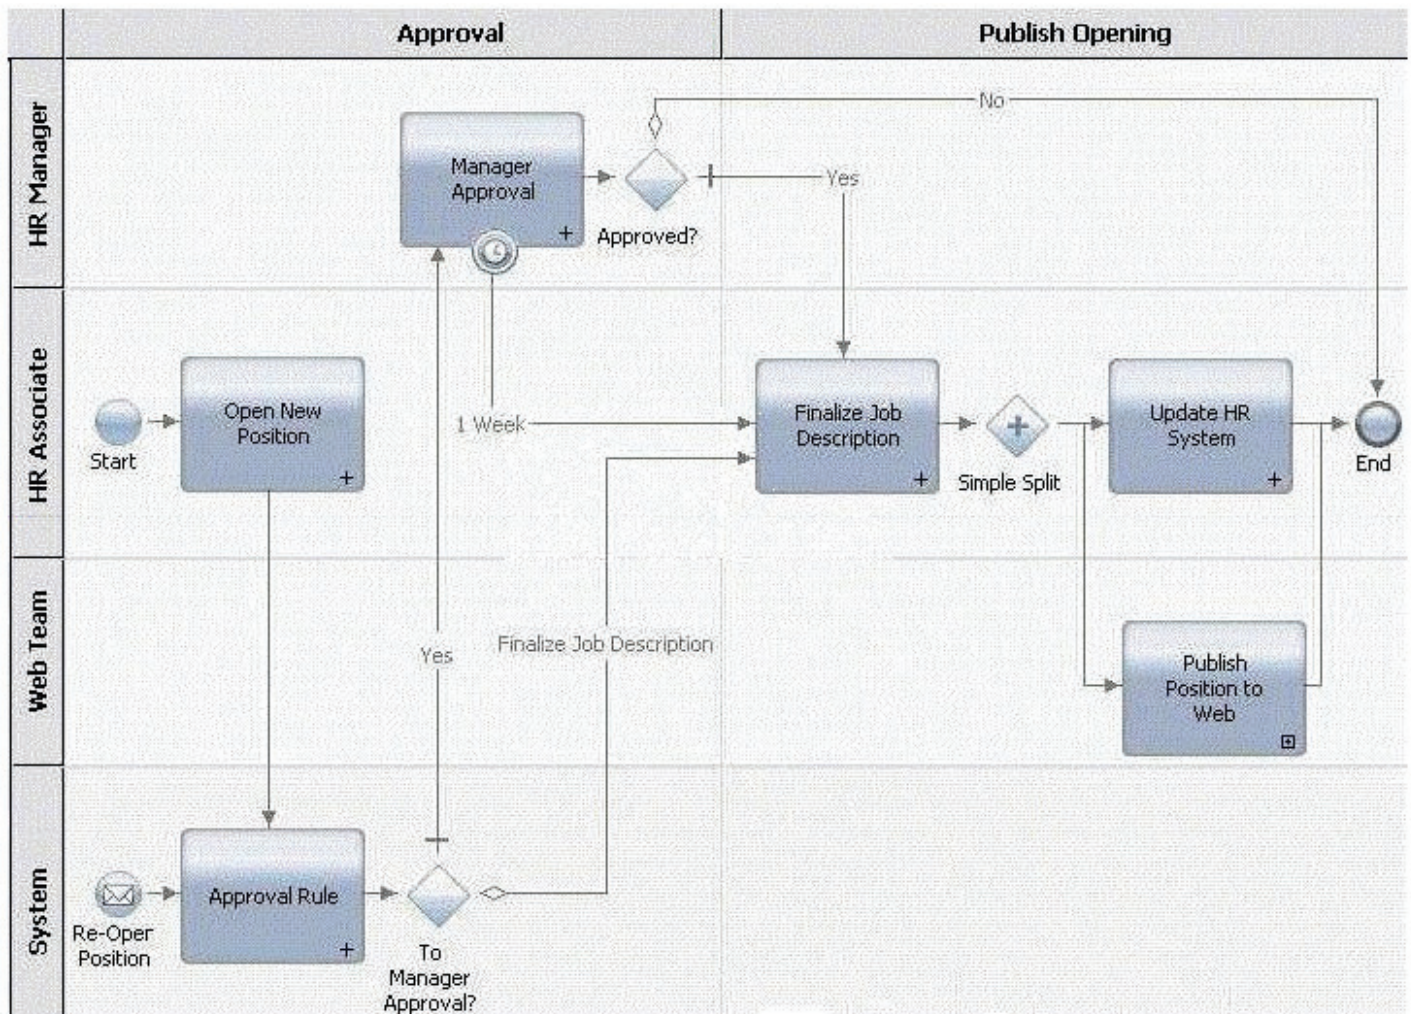 Approval
Publish Opening
HR Manager
Manager
Approval
Approved?
No
Yes
HR Associate
Start
Open New
Position
1 Week
Finalize Job
Description
Simple Split
Update HR
System
End
Web Team
Yes
Finalize Job Description
Publish
Position to
Web
System
Re-Oper
Position
Approval Rule
To
Manager
Approval?